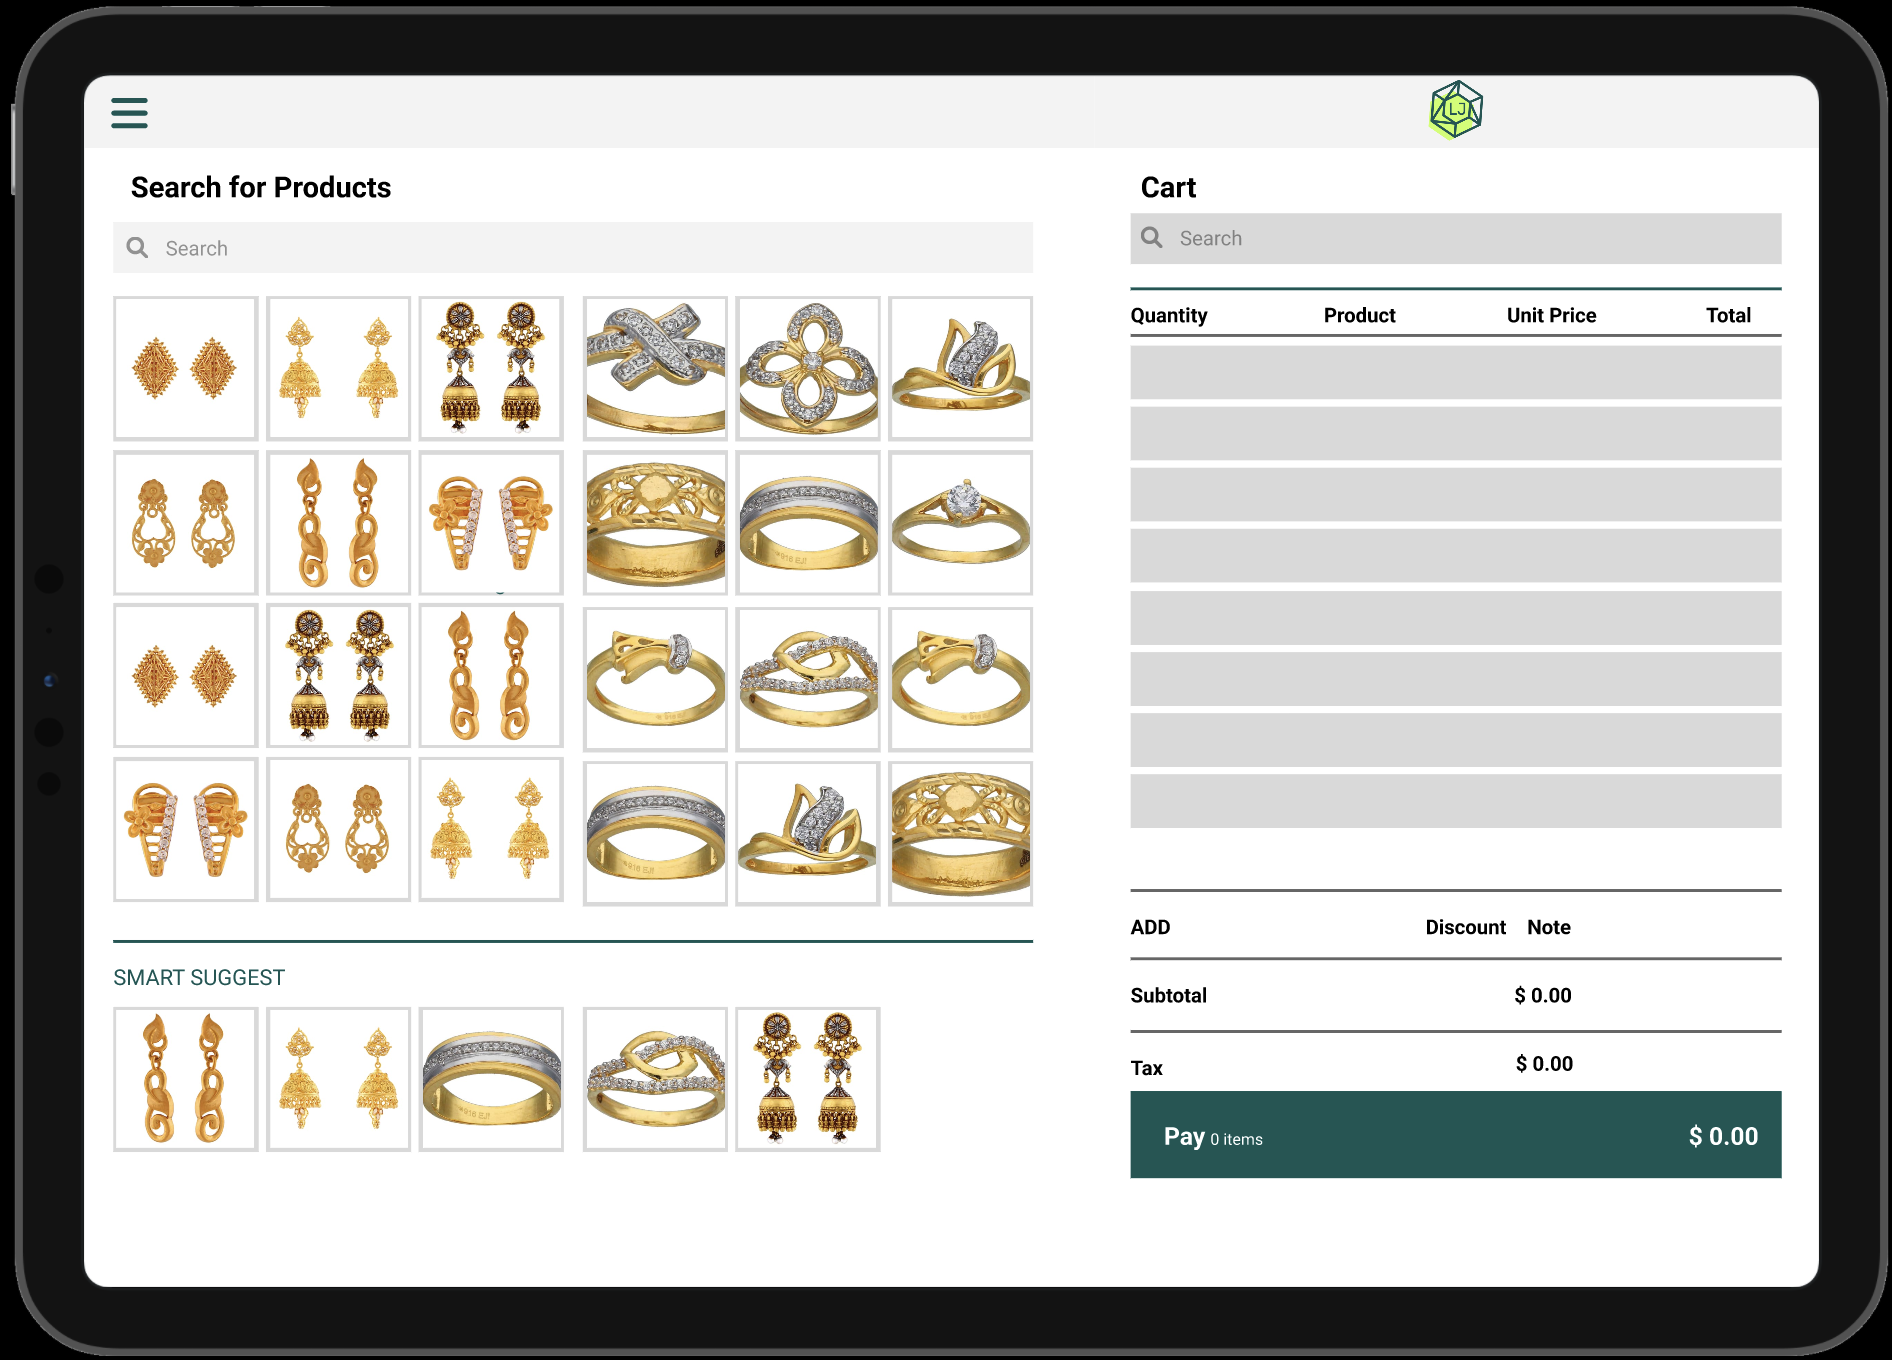 LJ
Search for Products
Search
SMART SUGGEST
Cart
Search
Quantity Product Unit Price Total
ADD Discount Note
Subtotal $ 0.00
Tax $ 0.00
Pay 0 items $ 0.00